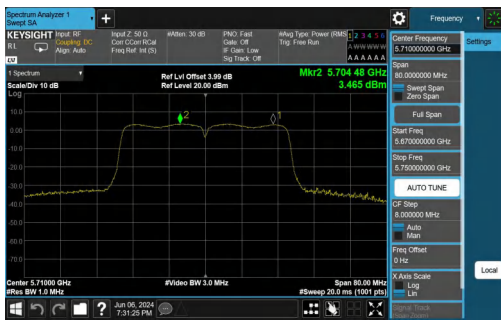 Spectrum Analyzer 1
Swept SA
Frequency
KEYSIGHT
Input: RF
Coupling: DC
Align: Auto
Input Z: 50 Ω
Corr CCorr RCal
Freq Ref: Int (S)
#Atten: 30 dB
PNO: Fast
Gate: Off
IF Gain: Low
Sig Track: Off
#Avg Type: Power (RMS
Trig: Free Run
1 2 3 4 5 6
A W W W W W
A A A A A A
RL
1 Spectrum
Scale/Div 10 dB
Log
Ref Lvl Offset 3.99 dB
Ref Level 20.00 dBm
Mkr2 5.704 48 GHz
3.465 dBm
2
1
10.0
0.00
-10.0
-20.0
-30.0
-40.0
-50.0
-60.0
-70.0
Center 5.71000 GHz
#Res BW 1.0 MHz
#Video BW 3.0 MHz
Span 80.00 MHz
#Sweep 20.0 ms (1001 pts)
Jun 06, 2024
7:31:25 PM
?
Center Frequency
5.710000000 GHz
Settings
Span
80.0000000 MHz
Swept Span
Zero Span
Full Span
Start Freq
5.670000000 GHz
Stop Freq
5.750000000 GHz
AUTO TUNE
CF Step
8.000000 MHz
Auto
Man
Freq Offset
0 Hz
X Axis Scale
Log
Lin
Local
Signal Track